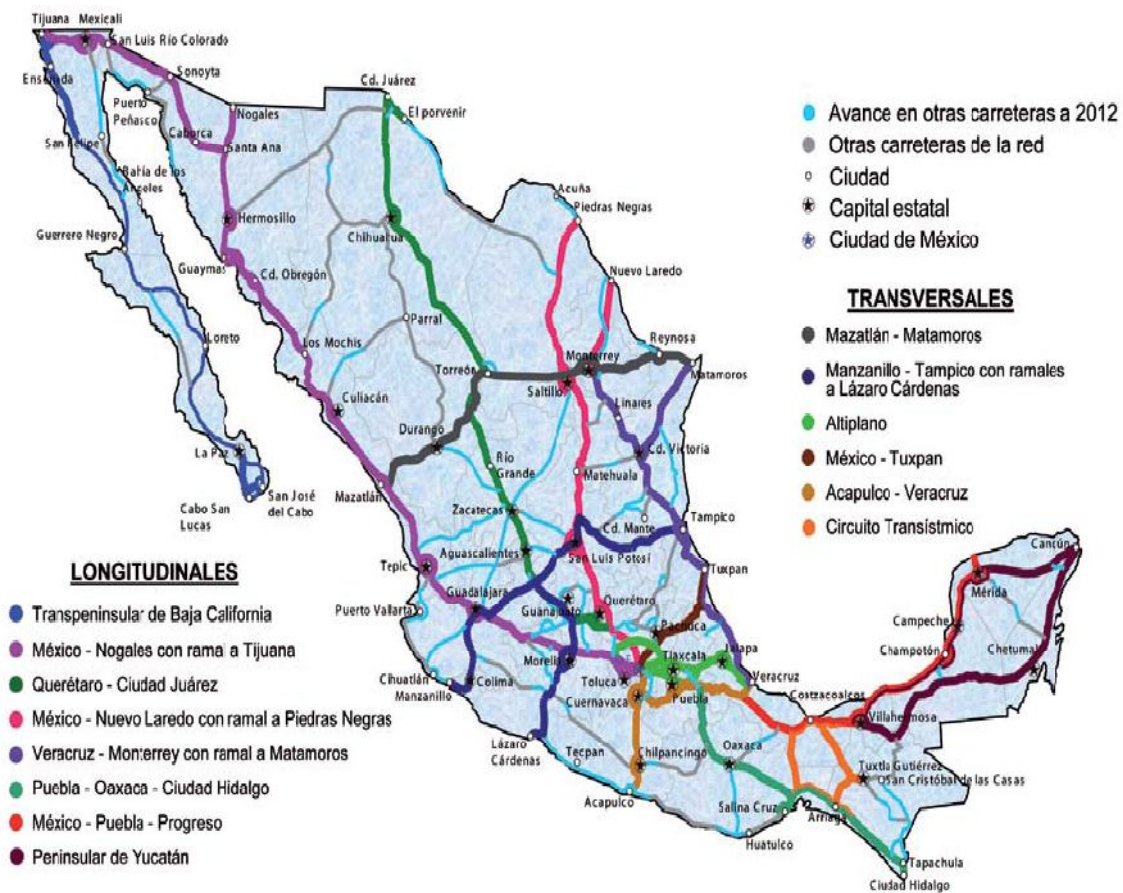 Tijuana
Mexicali
San Luis Río Colorado
Sonoyta
Ensenada
Puerto
Peñasco
Nogales
Cd. Juárez
El porvenir
San Felipe
Caborca
Santa Ana
Bahía de los
Ángeles
Hermosillo
Chihuahua
Acuña
Piedras Negras
Guerrero Negro
Guaymas
Cd. Obregón
Nuevo Laredo
Parral
Loreto
Los Mochis
Torreón
Monterrey
Reynosa
Matamoros
Saltillo
Culiacán
Linares
Durango
La Paz
Río
Grande
Cd. Victoria
Matehuala
San José
del Cabo
Cabo San
Lucas
Mazatlán
Zacatecas
Cd. Mante
Tampico
Aguascalientes
San Luis Potosí
Tepic
Tuxpan
Guadalajara
Puerto Vallarta
Guanajuato
Querétaro
Pachuca
Morelia
Tlaxcala
Jalapa
Cihuatlán
Manzanillo
Colima
Toluca
Cuernavaca
Puebla
Veracruz
Coatzacoalcos
Lázaro
Cárdenas
Tecpan
Chilpancingo
Oaxaca
Acapulco
Salina Cruz
Huatulco
Arriaga
Tapachula
Ciudad Hidalgo
Villahermosa
Tuxtla Gutiérrez
San Cristóbal de las Casas
Cancún
Mérida
Campeche
Champotón
Chetumal
Avance en otras carreteras a 2012
Otras carreteras de la red
Ciudad
Capital estatal
Ciudad de México
TRANSVERSALES
Mazatlán - Matamoros
Manzanillo - Tampico con ramales
a Lázaro Cárdenas
Altiplano
México - Tuxpan
Acapulco - Veracruz
Circuito Transístmico
LONGITUDINALES
Transpeninsular de Baja California
México - Nogales con ramal a Tijuana
Querétaro - Ciudad Juárez
México - Nuevo Laredo con ramal a Piedras Negras
Veracruz - Monterrey con ramal a Matamoros
Puebla - Oaxaca - Ciudad Hidalgo
México - Puebla - Progreso
Peninsular de Yucatán